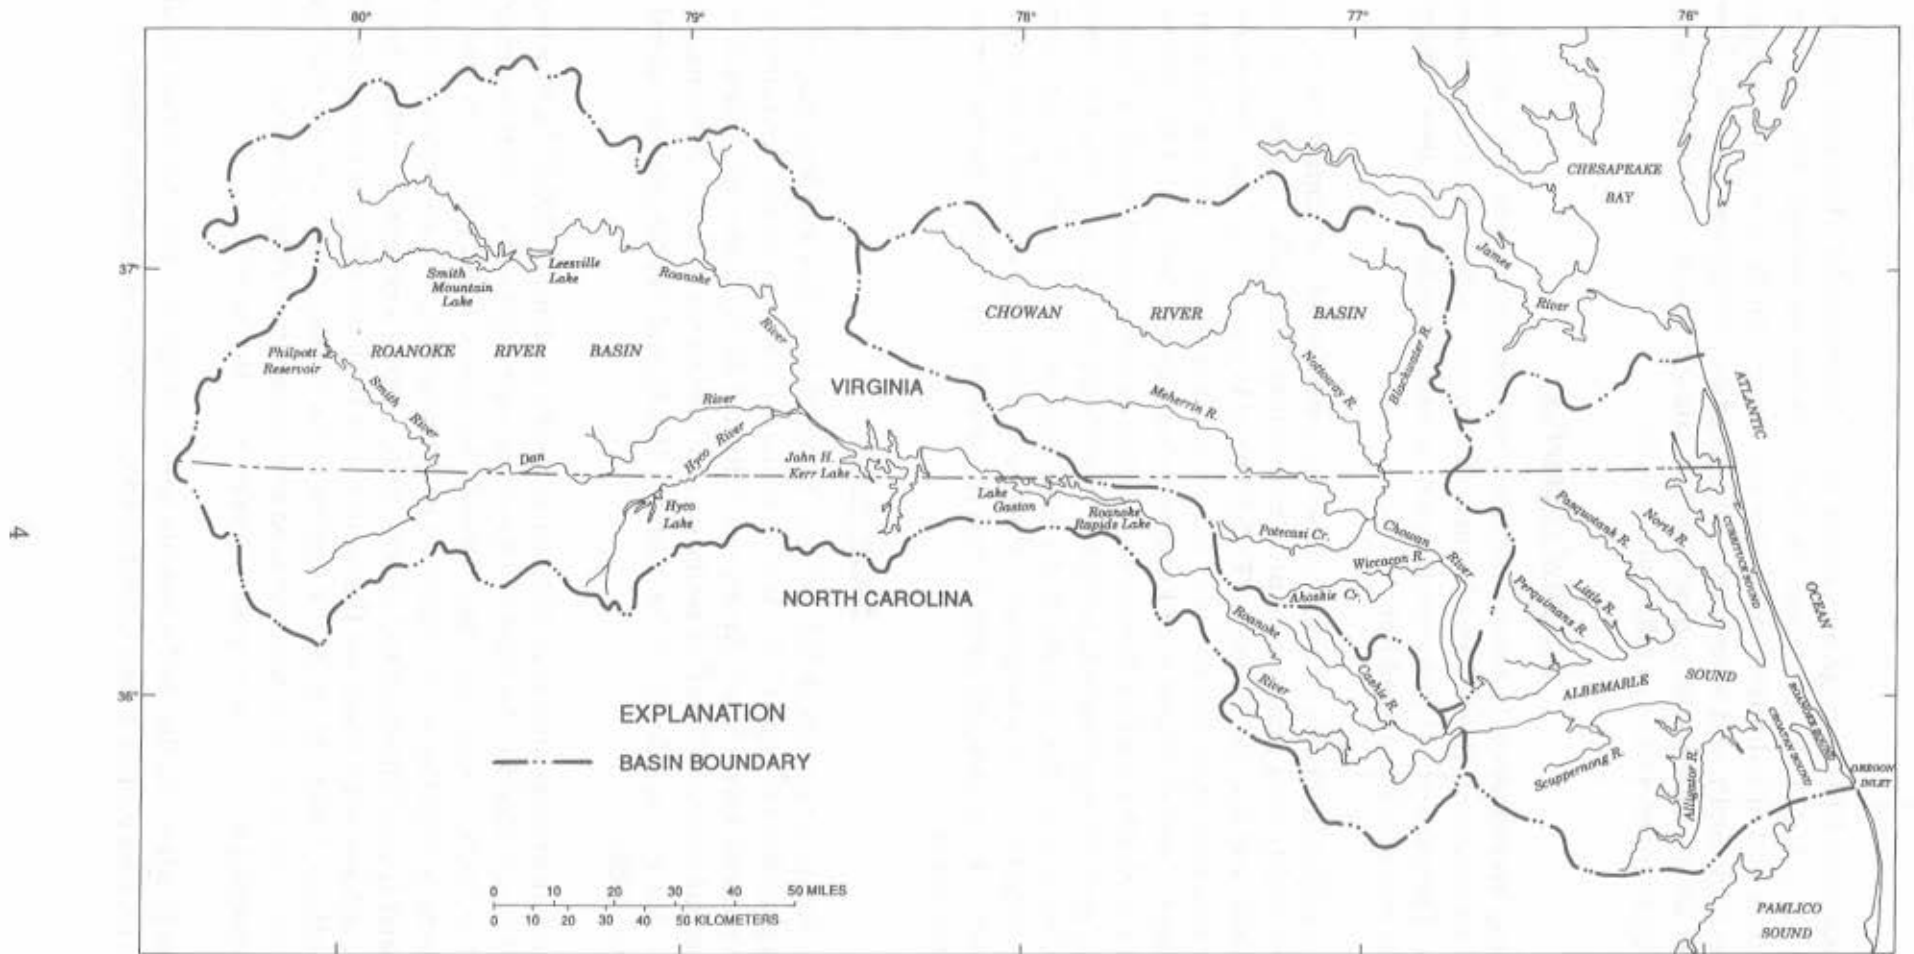 80°
79°
78°
77°
76°
CHESAPEAKE
BAY
37°
Smith
Mountain
Lake
Leesville
Lake
Roanoke
River
James
River
CHOWAN RIVER BASIN
Philpott
Reservoir
ROANOKE RIVER BASIN
Smith River
VIRGINIA
Nottoway R.
Blackwater R.
Meherrin R.
ATLANTIC
OCEAN
River
Hyco River
Dan
John H.
Kerr Lake
Hyco
Lake
Lake
Gaston
Roanoke
Rapids Lake
Potecasi Cr.
Chowan
River
Wiccacon R.
Ahoskie Cr.
Pasquotank R.
North R.
CURRITUCK SOUND
Little R.
Perquimans R.
4
NORTH CAROLINA
Roanoke
River
Cashie R.
ALBEMARLE SOUND
36°
ROANOKE SOUND
CROATAN SOUND
OREGON
INLET
Scuppernong R.
Alligator R.
EXPLANATION
BASIN BOUNDARY
0 10 20 30 40 50 MILES
0 10 20 30 40 50 KILOMETERS
PAMLICO
SOUND